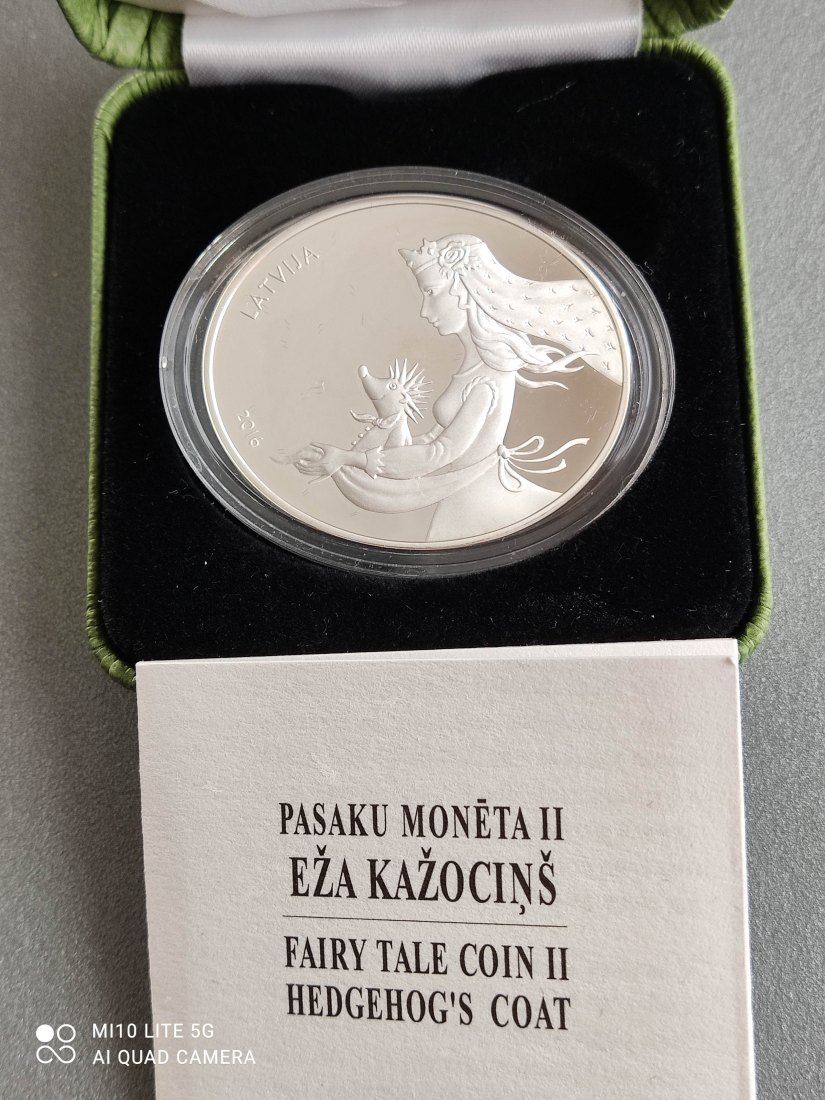 LATVIJA
2016
PASAKU MONĒTA II
EŽA KAŽOCIŅŠ
FAIRY TALE COIN II
HEDGEHOG'S COAT
MI10 LITE 5G
AI QUAD CAMERA